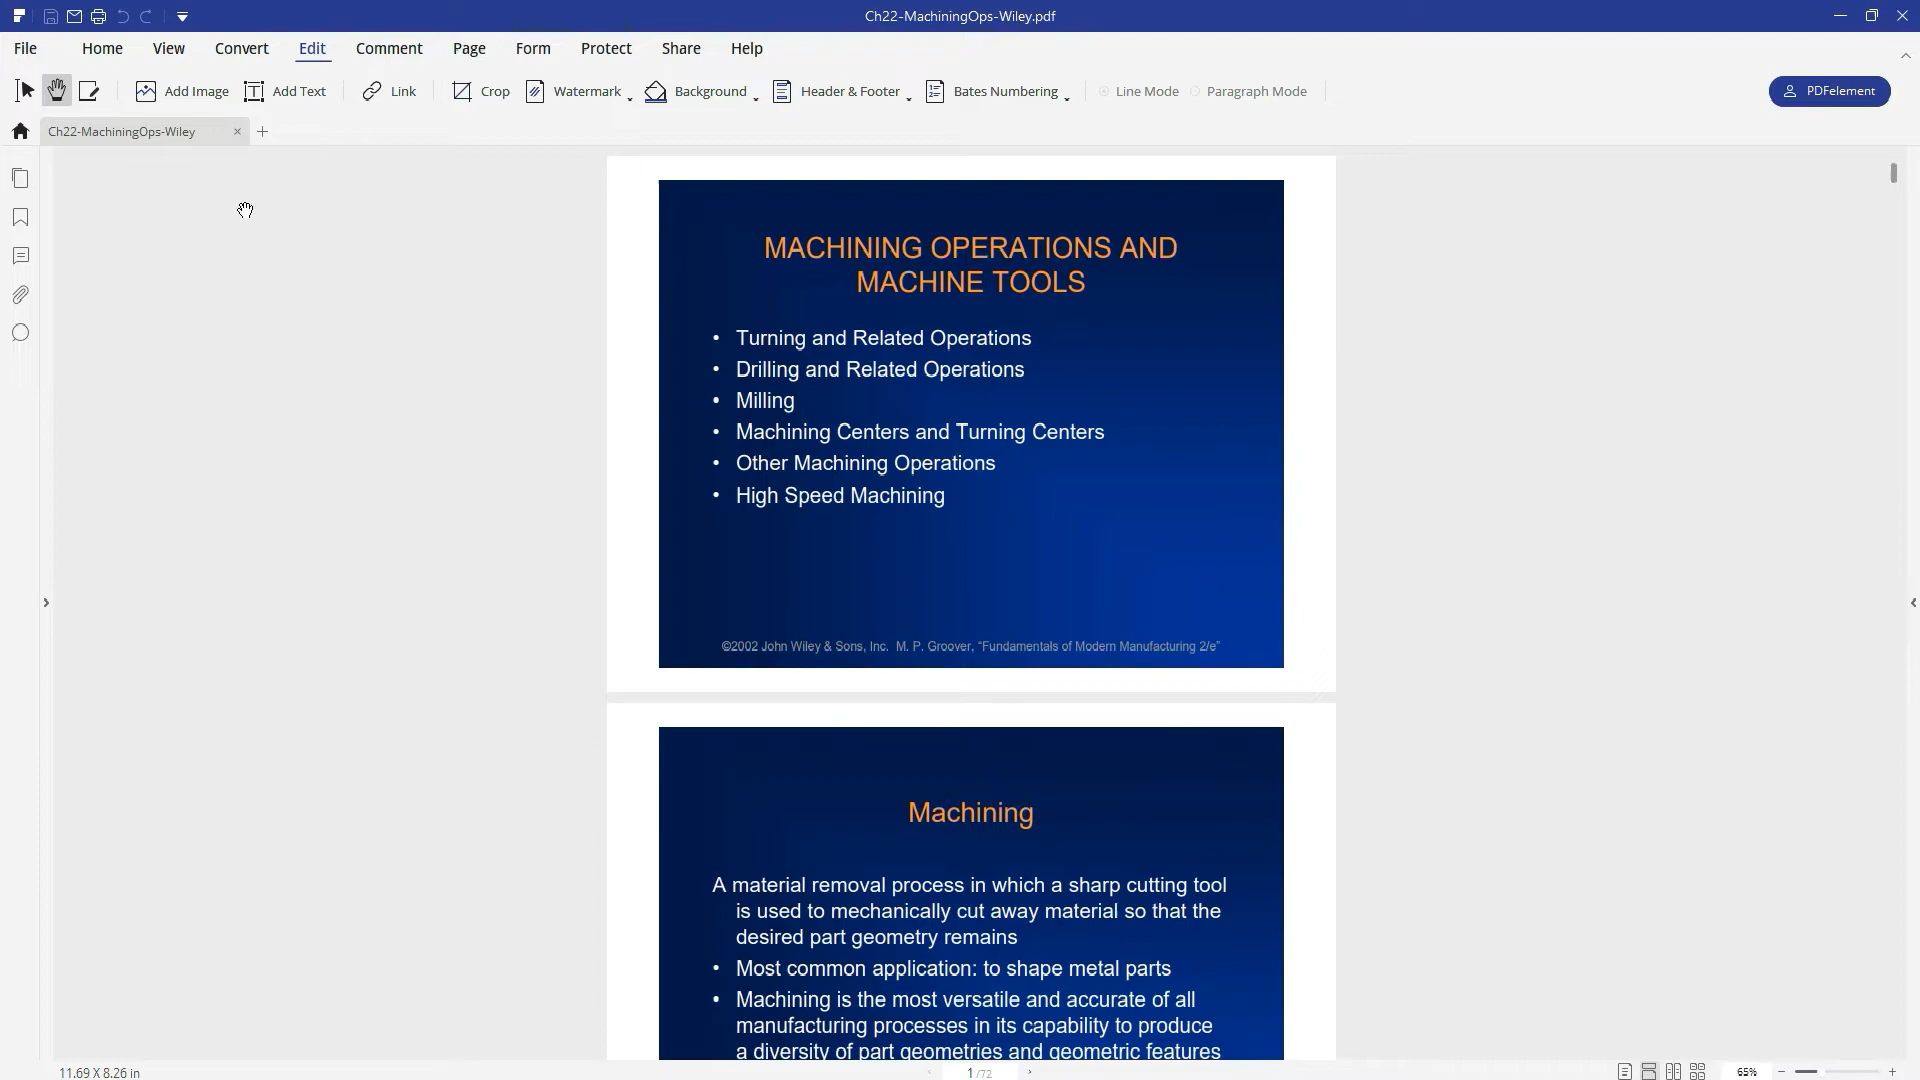 Ch22-MachiningOps-Wiley.pdf
File Home View Convert Edit Comment Page Form Protect Share Help
Add Image Add Text Link Crop Watermark Background Header & Footer Bates Numbering Line Mode Paragraph Mode PDFelement
Ch22-MachiningOps-Wiley
MACHINING OPERATIONS AND
MACHINE TOOLS
• Turning and Related Operations
• Drilling and Related Operations
• Milling
• Machining Centers and Turning Centers
• Other Machining Operations
• High Speed Machining
©2002 John Wiley & Sons, Inc. M. P. Groover, “Fundamentals of Modern Manufacturing 2/e”
Machining
A material removal process in which a sharp cutting tool
is used to mechanically cut away material so that the
desired part geometry remains
• Most common application: to shape metal parts
• Machining is the most versatile and accurate of all
manufacturing processes in its capability to produce
a diversity of part geometries and geometric features
11.69 X 8.26 in 1 /72 65%